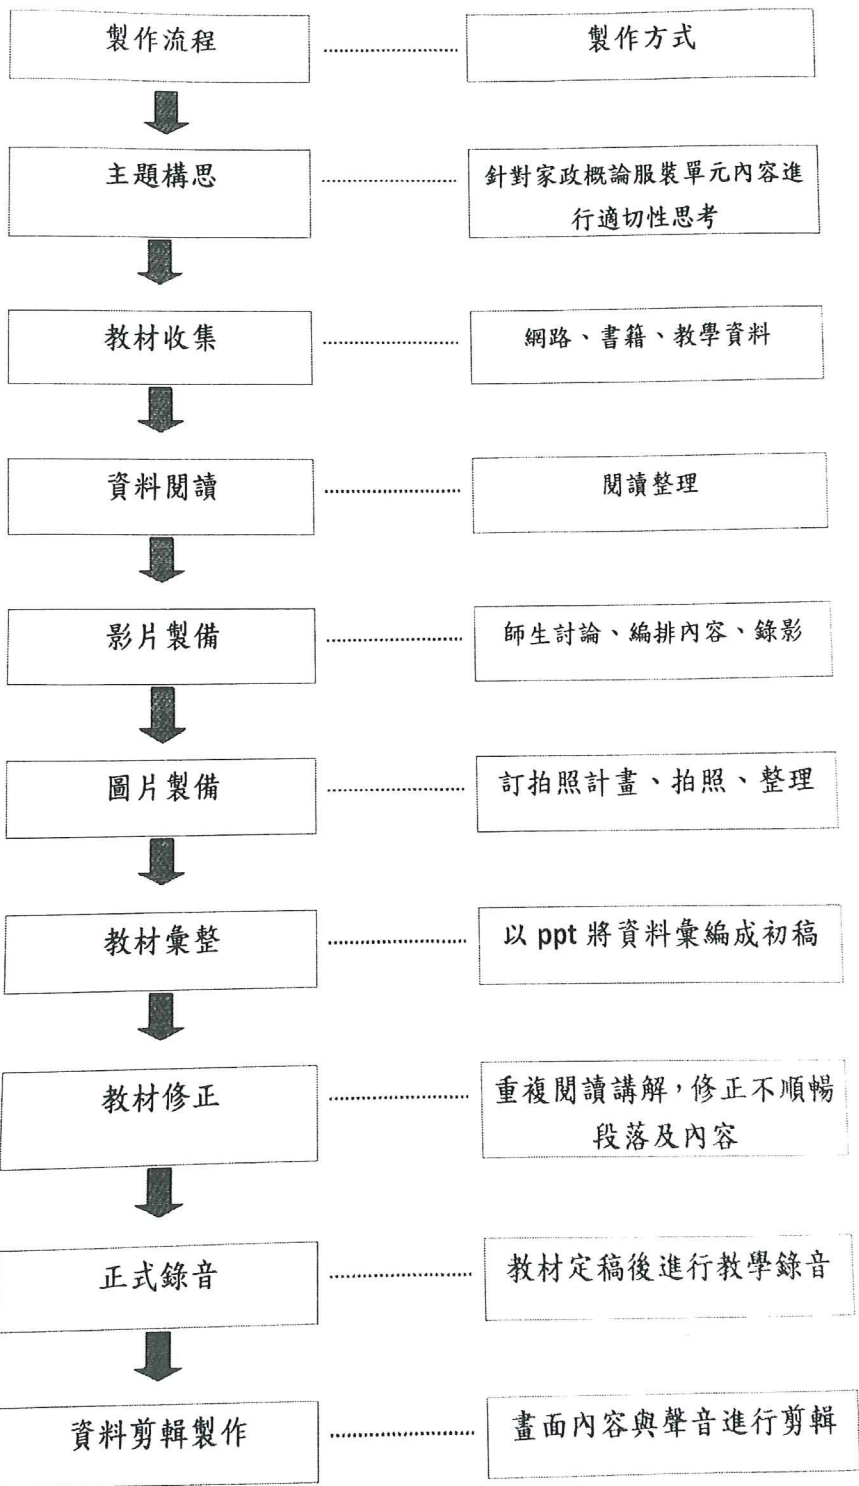 製作流程
製作方式
主題構思
針對家政概論服裝單元內容進
行適切性思考
教材收集
網路、書籍、教學資料
資料閱讀
閱讀整理
影片製備
師生討論、編排內容、錄影
圖片製備
訂拍照計畫、拍照、整理
教材彙整
以 ppt 將資料彙編成初稿
教材修正
重複閱讀講解，修正不順暢
段落及內容
正式錄音
教材定稿後進行教學錄音
資料剪輯製作
畫面內容與聲音進行剪輯